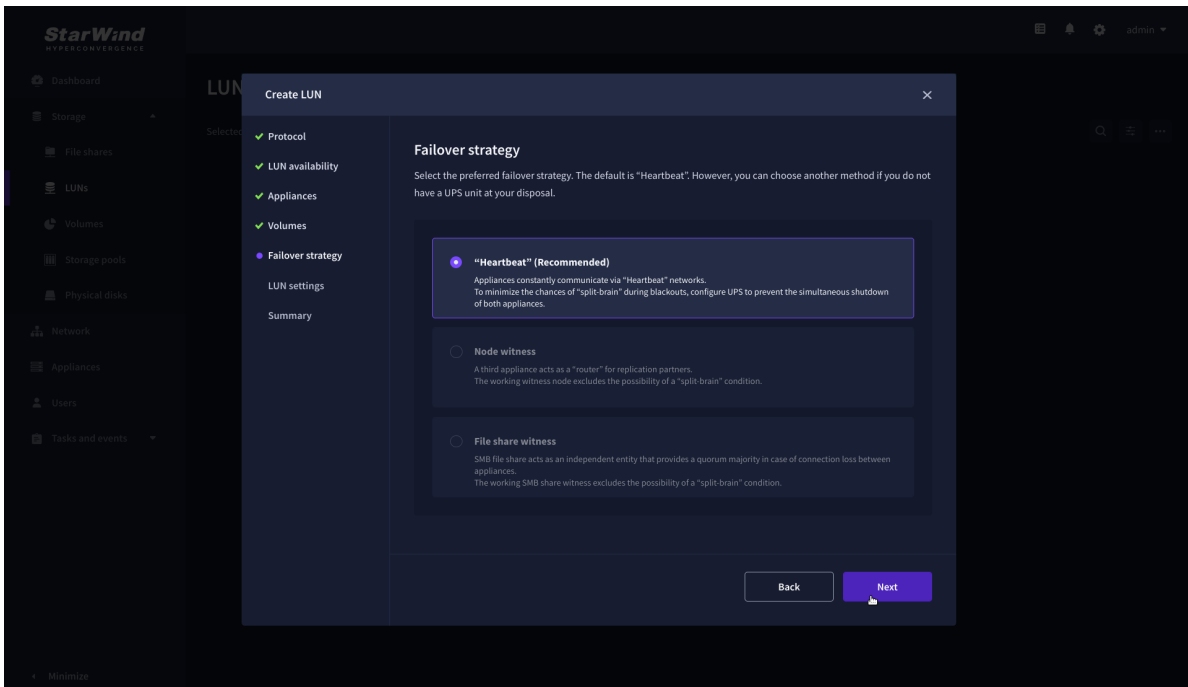 StarWind
HYPERCONVERGENCE
admin
Dashboard
Storage
File shares
LUNs
Volumes
Storage pools
Physical disks
Network
Appliances
Users
Tasks and events
Minimize
LUN
Selected
Create LUN
Protocol
LUN availability
Appliances
Volumes
Failover strategy
LUN settings
Summary
Failover strategy
Select the preferred failover strategy. The default is “Heartbeat”. However, you can choose another method if you do not
have a UPS unit at your disposal.
“Heartbeat” (Recommended)
Appliances constantly communicate via “Heartbeat” networks.
To minimize the chances of “split-brain” during blackouts, configure UPS to prevent the simultaneous shutdown
of both appliances.
Node witness
A third appliance acts as a “router” for replication partners.
The working witness node excludes the possibility of a “split-brain” condition.
File share witness
SMB file share acts as an independent entity that provides a quorum majority in case of connection loss between
appliances.
The working SMB share witness excludes the possibility of a “split-brain” condition.
Back
Next